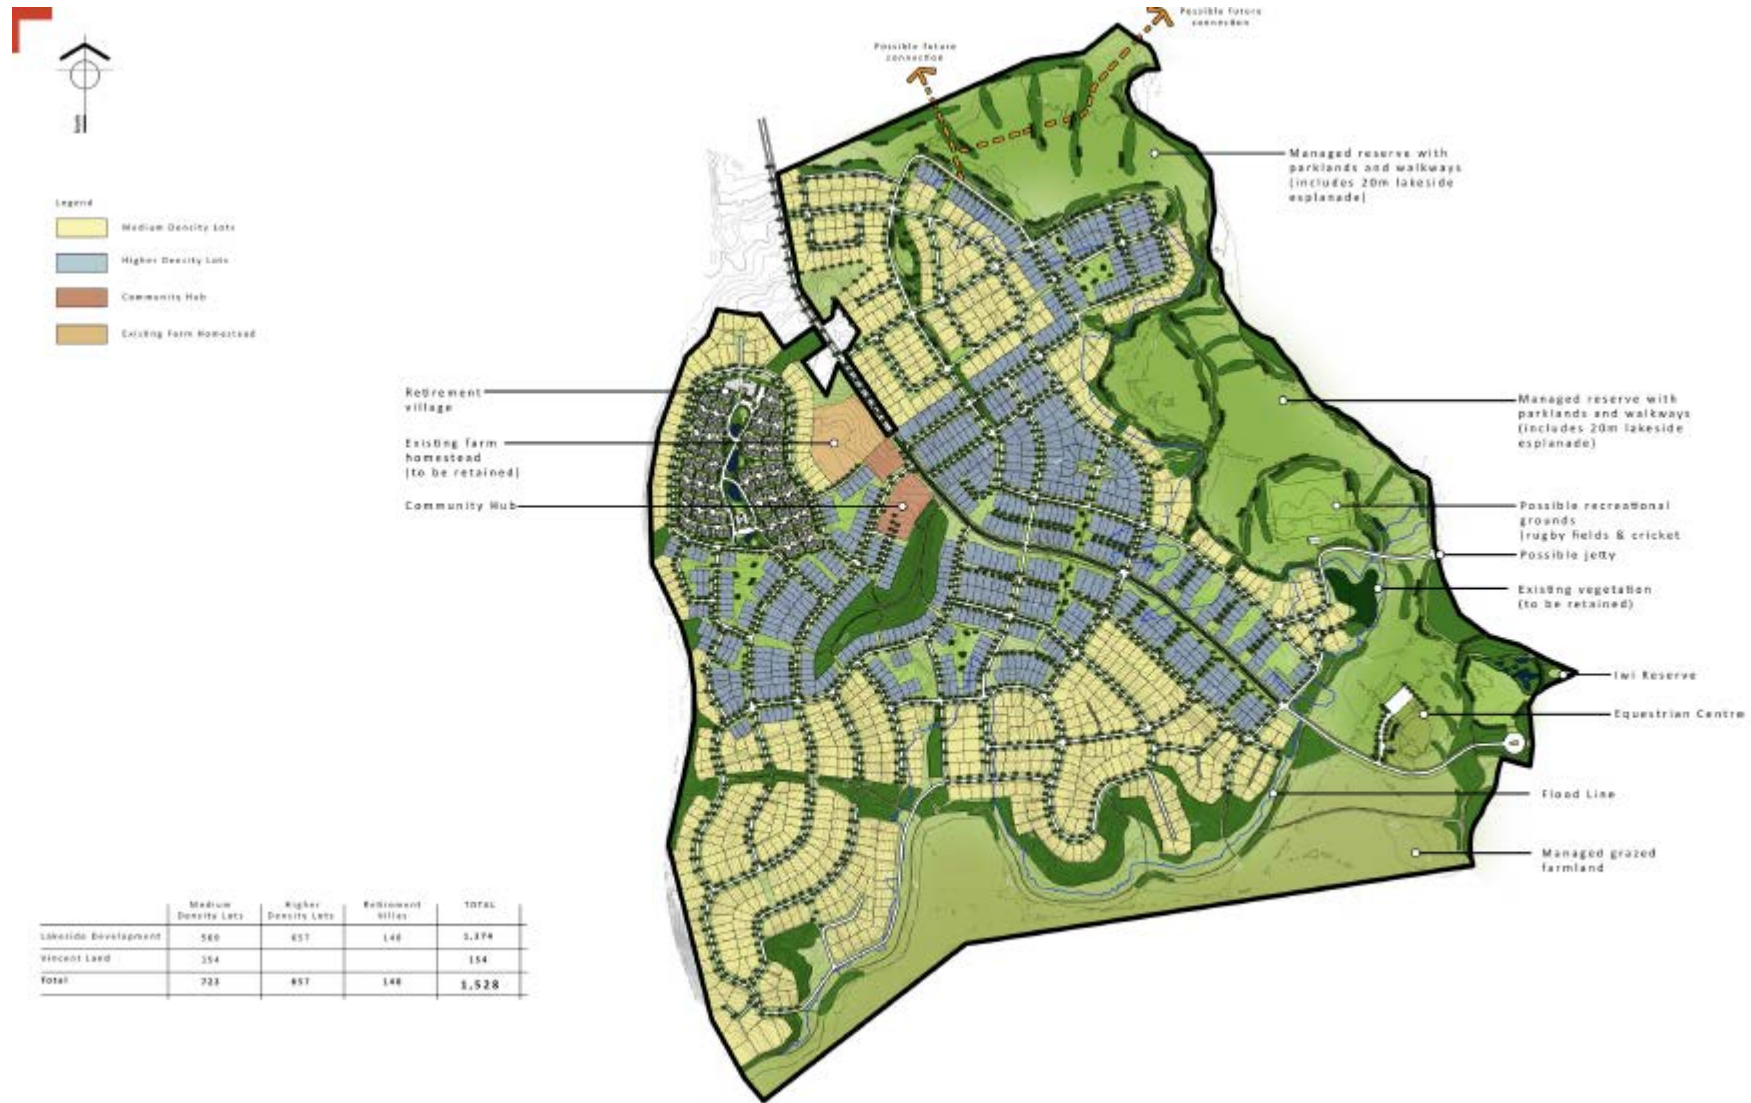 Possible future
connection
Possible future
connection
Managed reserve with
parklands and walkways
(includes 20m lakeside
esplanade)
Legend
Medium Density Lots
Higher Density Lots
Community Hub
Existing Farm Homestead
Retirement
village
Existing farm
homestead
(to be retained)
Community Hub
Managed reserve with
parklands and walkways
(includes 20m lakeside
esplanade)
Possible recreational
grounds
(rugby fields & cricket
Possible jetty
Existing vegetation
(to be retained)
Iwi Reserve
Equestrian Centre
Flood Line
Managed grazed
farmland
Medium Density Lots Higher Density Lots Retirement Villas TOTAL
Lakeside Development 569 657 148 1,374
Vincent Land 154 154
Total 723 657 148 1,528